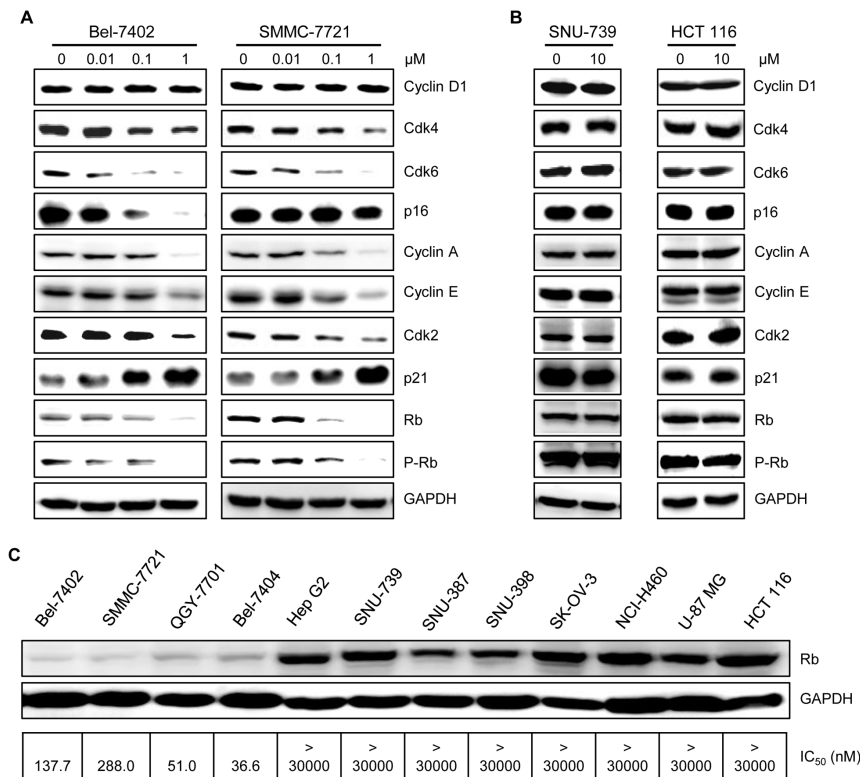 A
B
Bel-7402 SMMC-7721 SNU-739 HCT 116
0 0.01 0.1 1 0 0.01 0.1 1 μM 0 10 0 10 μM
Cyclin D1 Cyclin D1
Cdk4 Cdk4
Cdk6 Cdk6
p16 p16
Cyclin A Cyclin A
Cyclin E Cyclin E
Cdk2 Cdk2
p21 p21
Rb Rb
P-Rb P-Rb
GAPDH GAPDH
C
Bel-7402 SMMC-7721 QGY-7701 Bel-7404 Hep G2 SNU-739 SNU-387 SNU-398 SK-OV-3 NCI-H460 U-87 MG HCT 116
Rb
GAPDH
137.7 288.0 51.0 36.6 > 30000 > 30000 > 30000 > 30000 > 30000 > 30000 > 30000 > 30000 IC50 (nM)